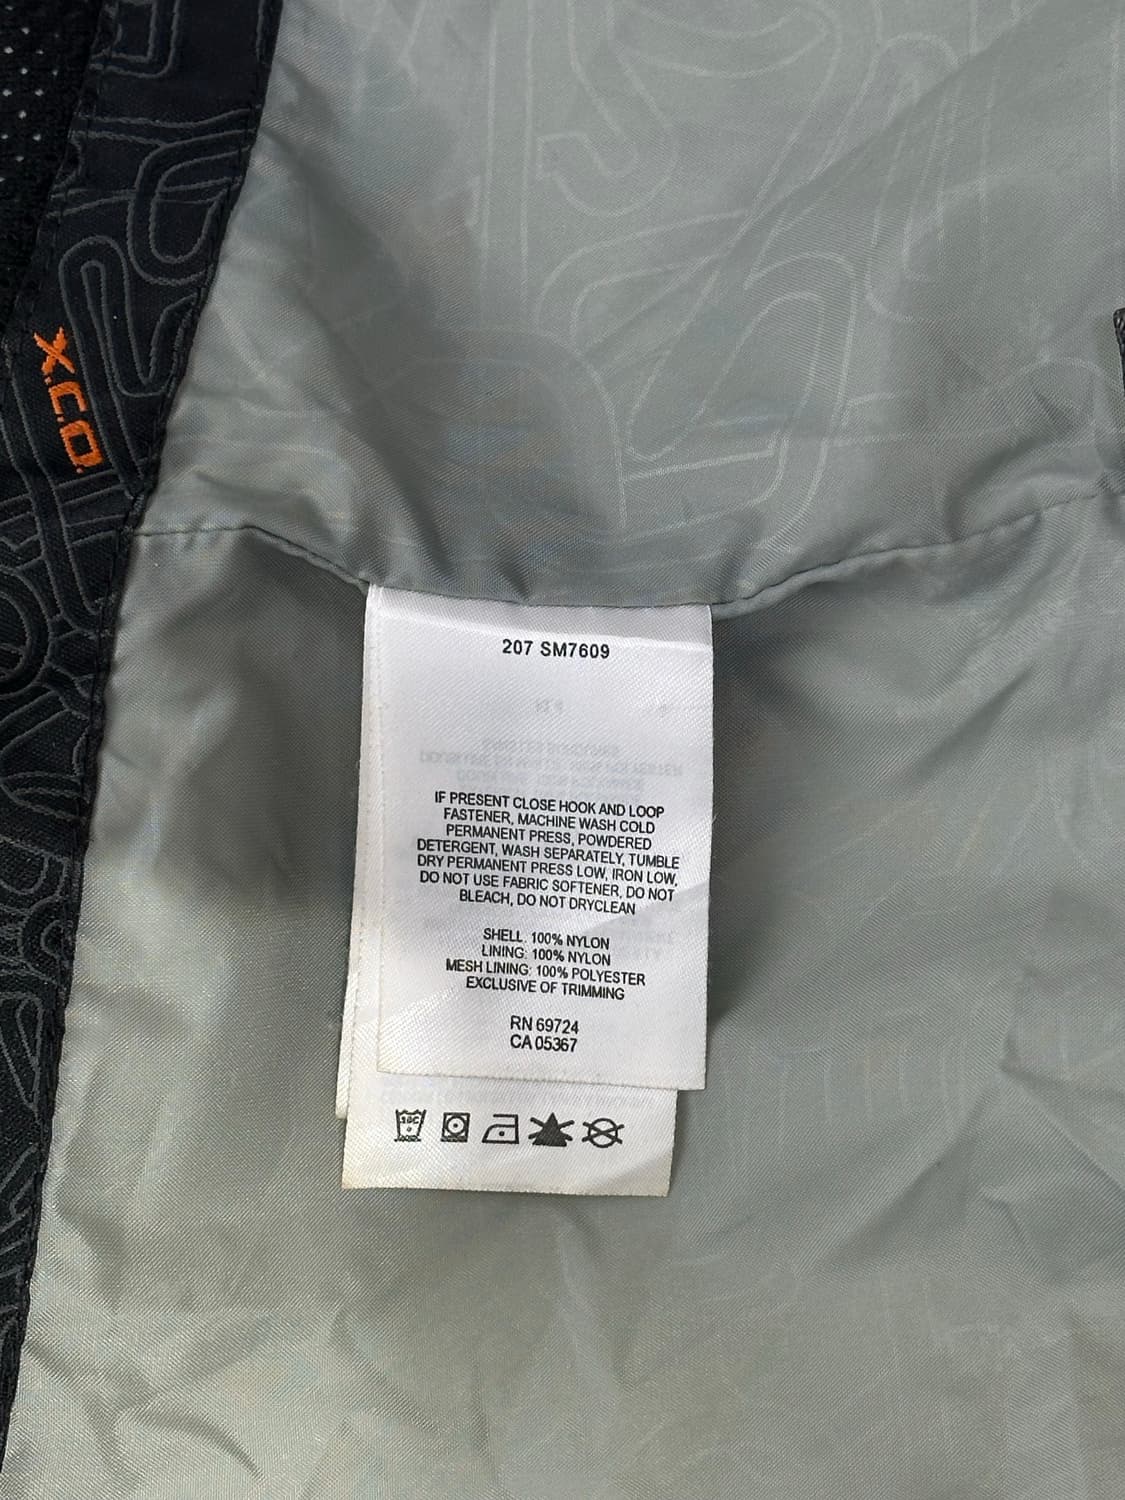 X.C.D.
207 SM7609
IF PRESENT CLOSE HOOK AND LOOP
FASTENER, MACHINE WASH COLD
PERMANENT PRESS, POWDERED
DETERGENT, WASH SEPARATELY, TUMBLE
DRY PERMANENT PRESS LOW, IRON LOW,
DO NOT USE FABRIC SOFTENER, DO NOT
BLEACH, DO NOT DRYCLEAN
SHELL: 100% NYLON
LINING: 100% NYLON
MESH LINING: 100% POLYESTER
EXCLUSIVE OF TRIMMING
RN 69724
CA 05367
30C